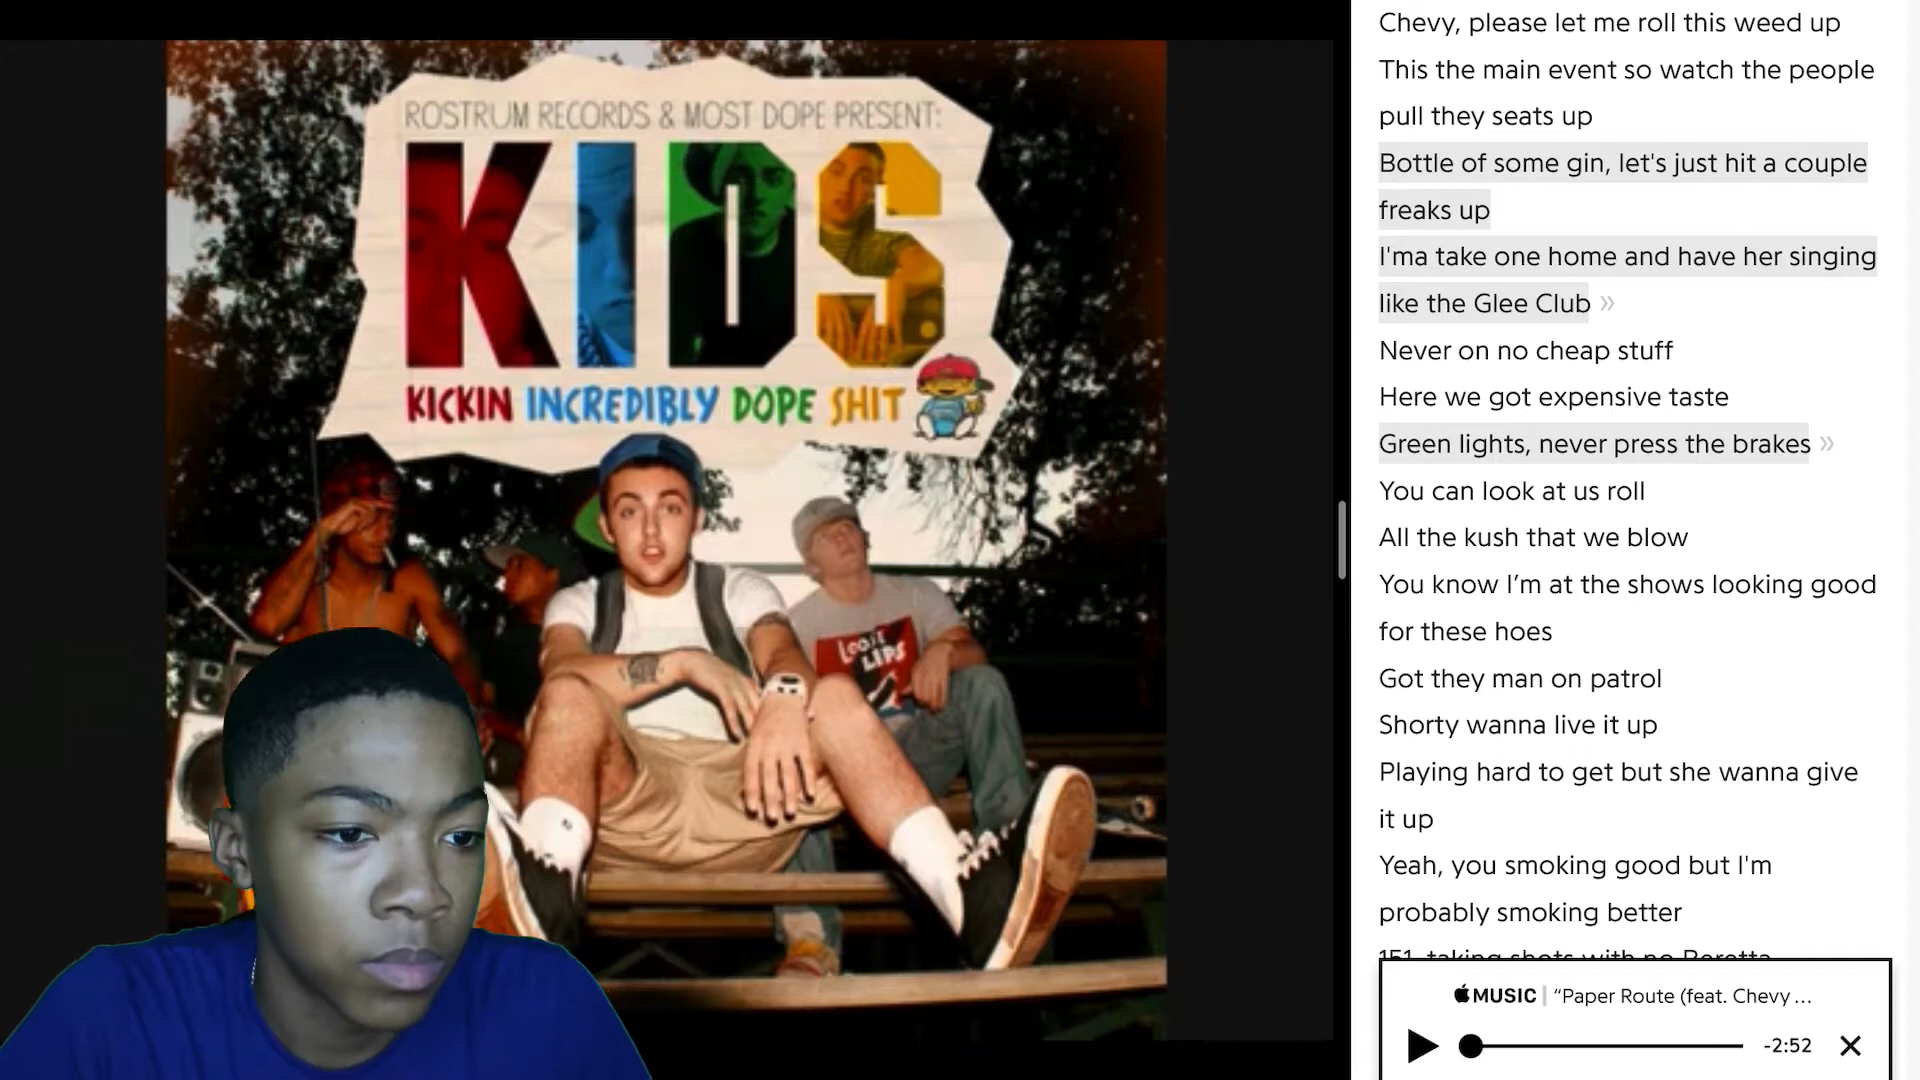 ROSTRUM RECORDS & MOST DOPE PRESENT:
KIDS
KICKIN INCREDIBLY DOPE SHIT
LOOSE
LIPS
Chevy, please let me roll this weed up
This the main event so watch the people
pull they seats up
Bottle of some gin, let's just hit a couple
freaks up
I'ma take one home and have her singing
like the Glee Club »
Never on no cheap stuff
Here we got expensive taste
Green lights, never press the brakes »
You can look at us roll
All the kush that we blow
You know I’m at the shows looking good
for these hoes
Got they man on patrol
Shorty wanna live it up
Playing hard to get but she wanna give
it up
Yeah, you smoking good but I'm
probably smoking better
151, taking shots with no Beretta
MUSIC | “Paper Route (feat. Chevy ...
-2:52